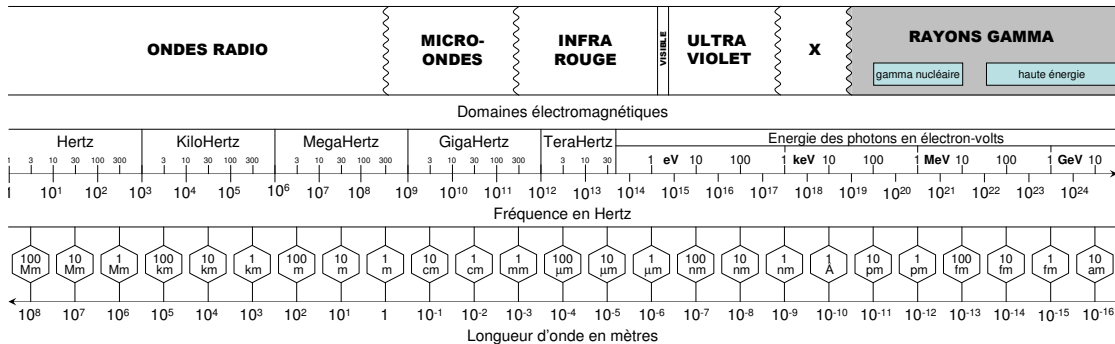 ONDES RADIO MICRO-ONDES INFRA ROUGE VISIBLE ULTRA VIOLET X RAYONS GAMMA
gamma nucléaire haute énergie
Domaines électromagnétiques
Hertz KiloHertz MegaHertz GigaHertz TeraHertz Energie des photons en électron-volts
1 3 10 30 100 300 3 10 30 100 300 3 10 30 100 300 3 10 30 100 300 3 10 30 1 eV 10 100 1 keV 10 100 1 MeV 10 100 1 GeV 10
1 10¹ 10² 10³ 10⁴ 10⁵ 10⁶ 10⁷ 10⁸ 10⁹ 10¹⁰ 10¹¹ 10¹² 10¹³ 10¹⁴ 10¹⁵ 10¹⁶ 10¹⁷ 10¹⁸ 10¹⁹ 10²⁰ 10²¹ 10²² 10²³ 10²⁴
Fréquence en Hertz
100 Mm 10 Mm 1 Mm 100 km 10 km 1 km 100 m 10 m 1 m 10 cm 1 cm 1 mm 100 µm 10 µm 1 µm 100 nm 10 nm 1 nm 1 Å 10 pm 1 pm 100 fm 10 fm 1 fm 10 am
10⁸ 10⁷ 10⁶ 10⁵ 10⁴ 10³ 10² 10¹ 1 10⁻¹ 10⁻² 10⁻³ 10⁻⁴ 10⁻⁵ 10⁻⁶ 10⁻⁷ 10⁻⁸ 10⁻⁹ 10⁻¹⁰ 10⁻¹¹ 10⁻¹² 10⁻¹³ 10⁻¹⁴ 10⁻¹⁵ 10⁻¹⁶
Longueur d'onde en mètres